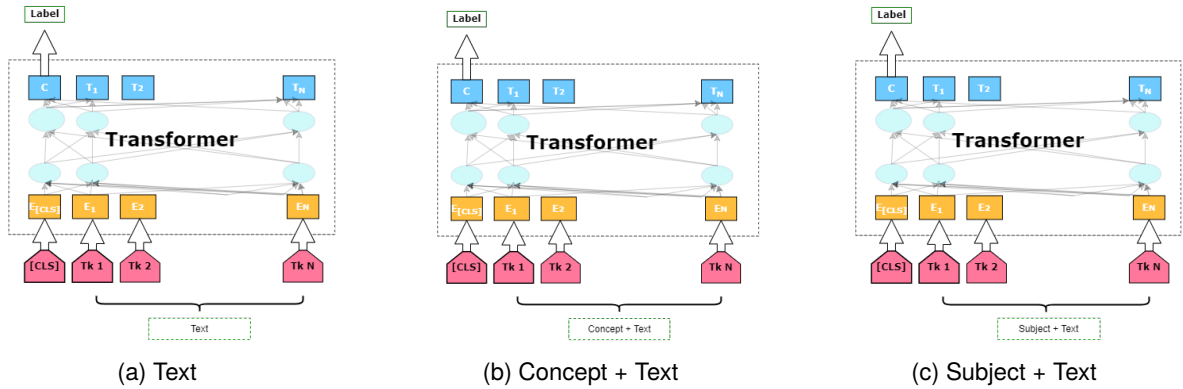 Label
C T1 T2 TN
Transformer
E[CLS] E1 E2 EN
[CLS] Tk 1 Tk 2 Tk N
Text
(a) Text
Label
C T1 T2 TN
Transformer
E[CLS] E1 E2 EN
[CLS] Tk 1 Tk 2 Tk N
Concept + Text
(b) Concept + Text
Label
C T1 T2 TN
Transformer
E[CLS] E1 E2 EN
[CLS] Tk 1 Tk 2 Tk N
Subject + Text
(c) Subject + Text